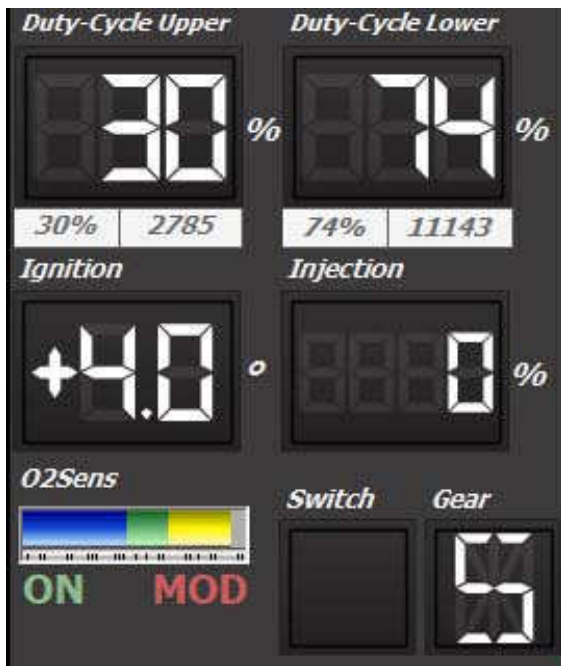 Duty-Cycle Upper Duty-Cycle Lower
30 % 74 %
30% 2785 74% 11143
Ignition Injection
+4.0 ° 0 %
O2Sens
Switch Gear
ON MOD
5